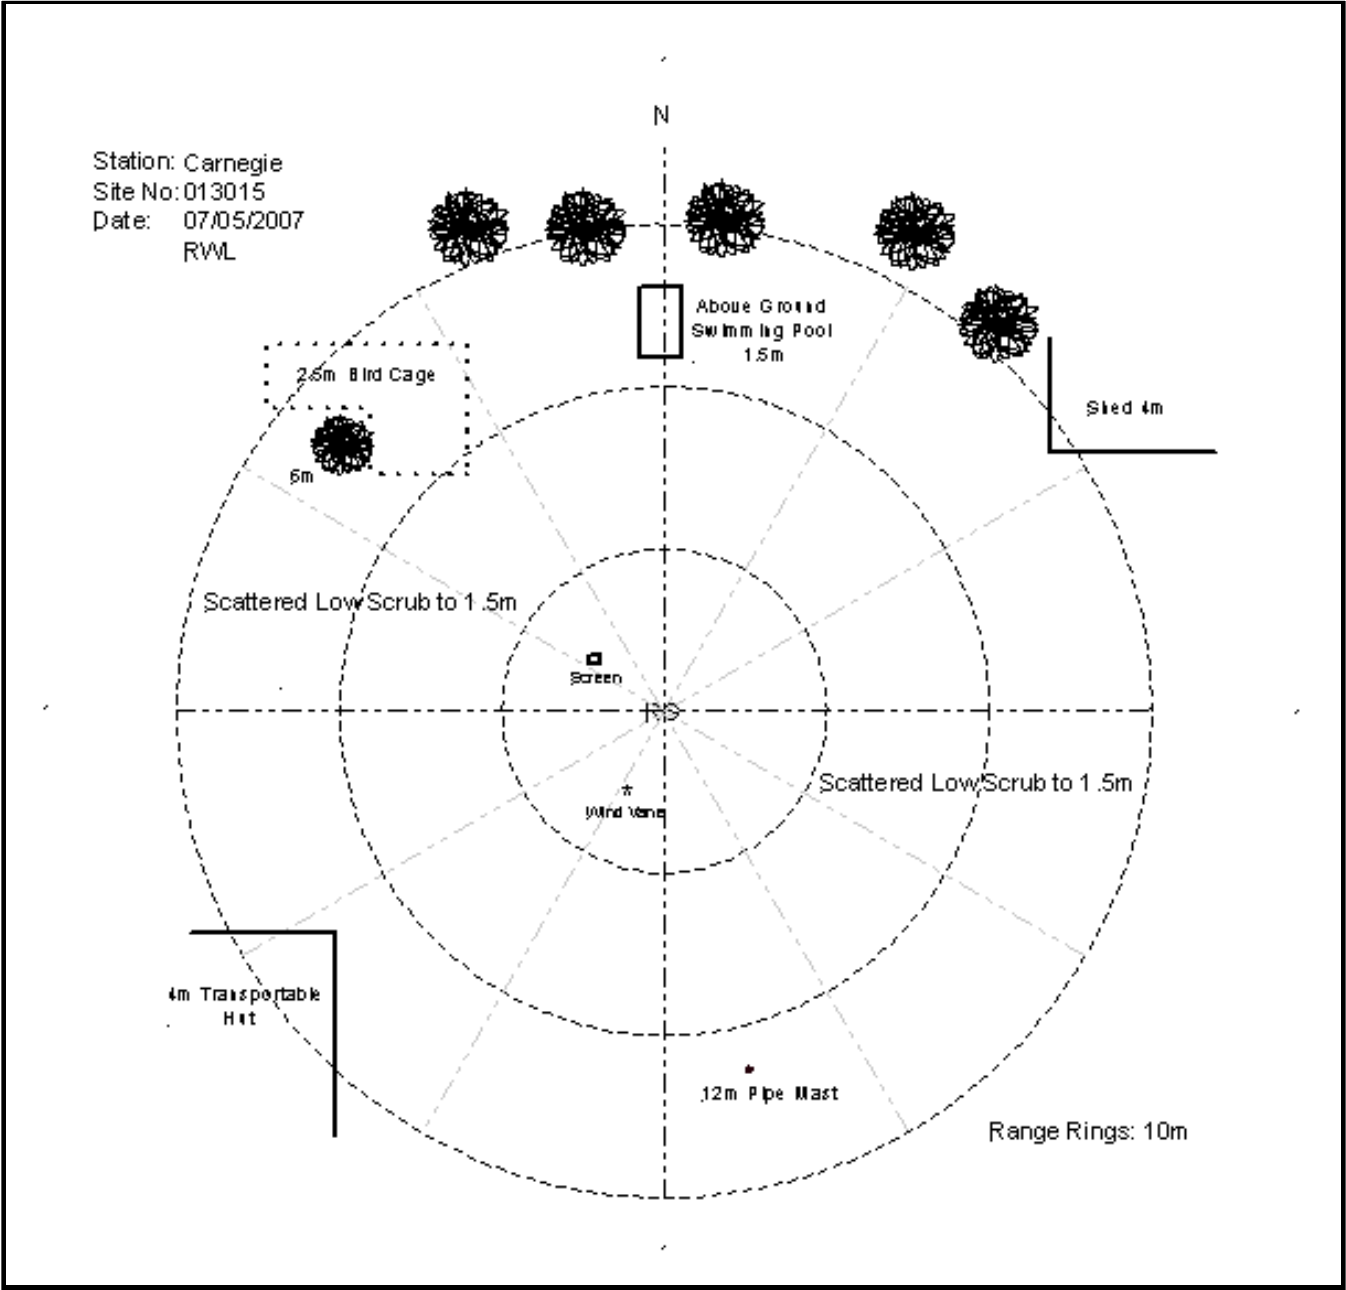 N
Station: Carnegie
Site No: 013015
Date: 07/05/2007
RWL
Above Ground
Swimming Pool
1.5m
2.5m Bird Cage
Shed 4m
6m
Scattered Low Scrub to 1.5m
Screen
RG
Scattered Low Scrub to 1.5m
Wind Vane
4m Transportable
Hut
12m Pipe Mast
Range Rings: 10m